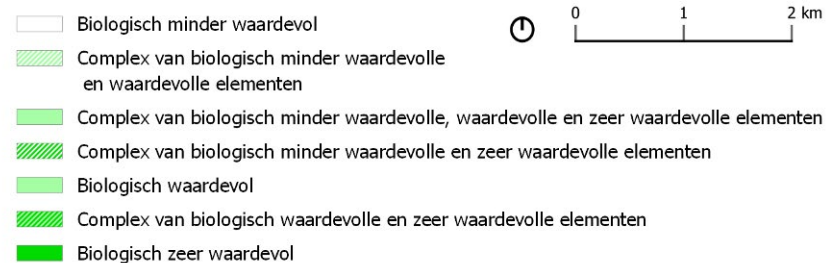 Biologisch minder waardevol
0 1 2 km
Complex van biologisch minder waardevolle
en waardevolle elementen
Complex van biologisch minder waardevolle, waardevolle en zeer waardevolle elementen
Complex van biologisch minder waardevolle en zeer waardevolle elementen
Biologisch waardevol
Complex van biologisch waardevolle en zeer waardevolle elementen
Biologisch zeer waardevol